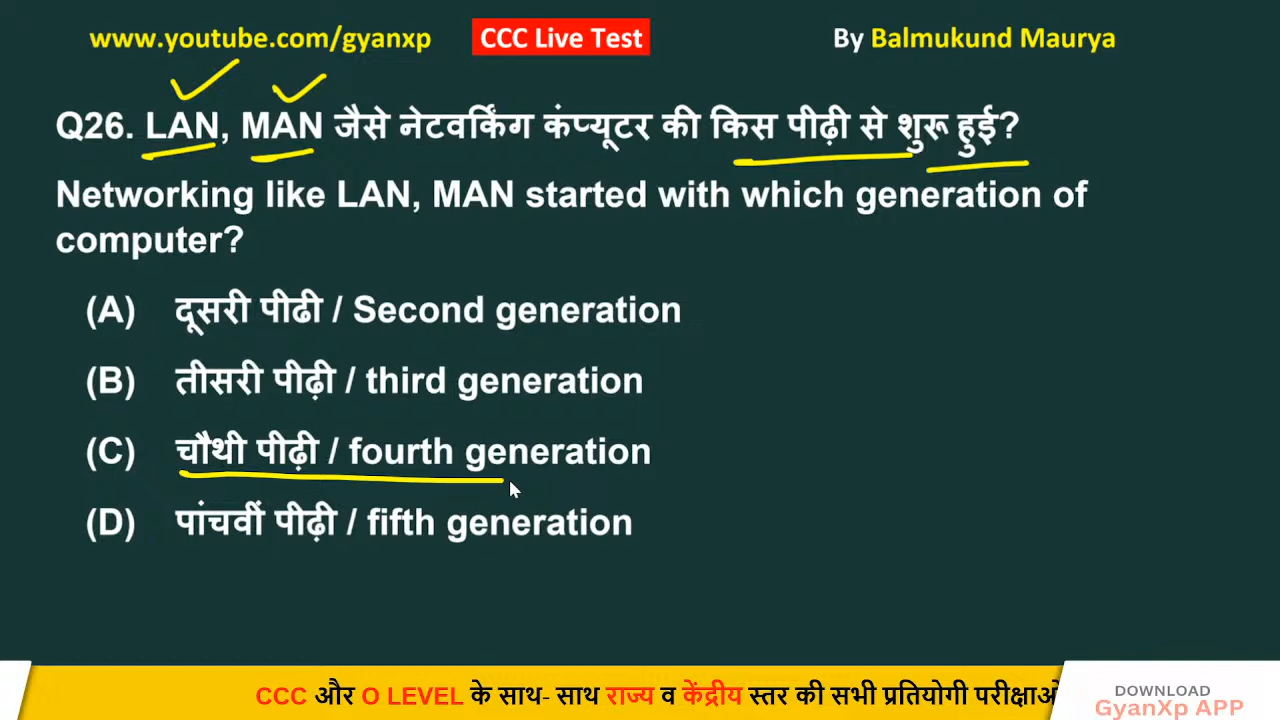 www.youtube.com/gyanxp CCC Live Test By Balmukund Maurya
Q26. LAN, MAN जैसे नेटवर्किंग कंप्यूटर की किस पीढ़ी से शुरू हुई?
Networking like LAN, MAN started with which generation of
computer?
(A) दूसरी पीढी / Second generation
(B) तीसरी पीढ़ी / third generation
(C) चौथी पीढ़ी / fourth generation
(D) पांचवीं पीढ़ी / fifth generation
CCC और O LEVEL के साथ- साथ राज्य व केंद्रीय स्तर की सभी प्रतियोगी परीक्षाओ
DOWNLOAD
GyanXp APP